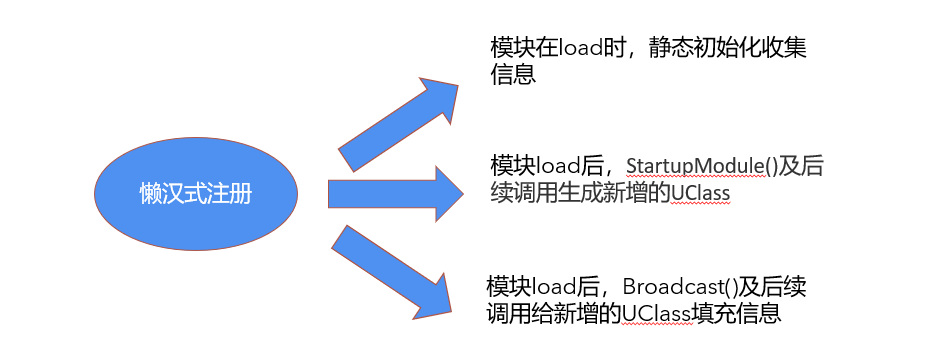 模块在load时，静态初始化收集
信息
懒汉式注册
模块load后，StartupModule()及后
续调用生成新增的UClass
模块load后，Broadcast()及后续
调用给新增的UClass填充信息